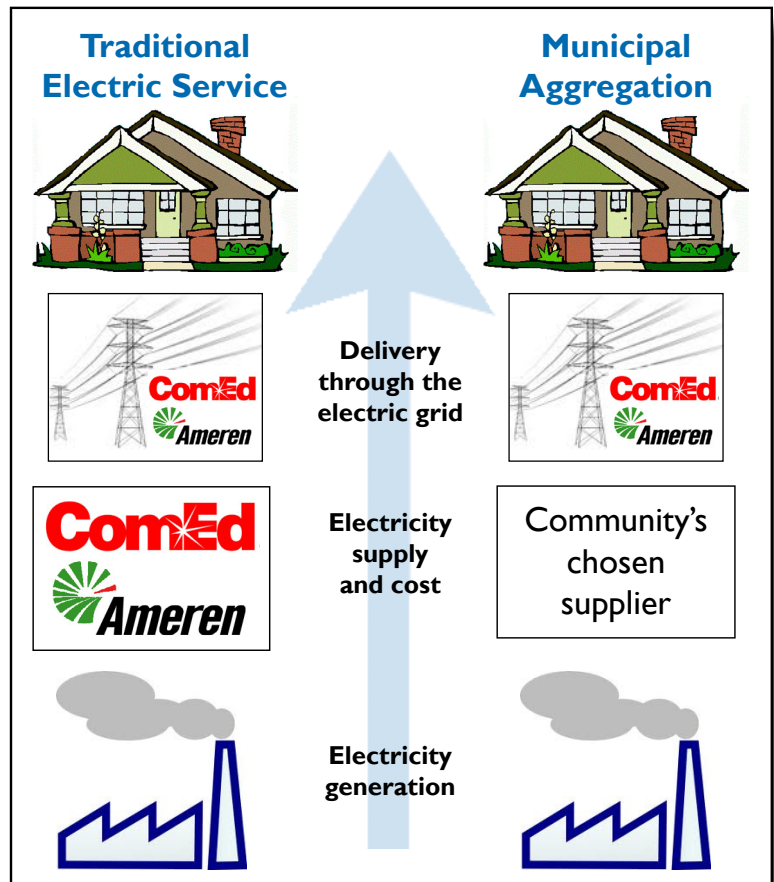 Traditional
Electric Service
Municipal
Aggregation
Delivery
through the
electric grid
ComEd
Ameren
ComEd
Ameren
Electricity
supply
and cost
ComEd
Ameren
Community's
chosen
supplier
Electricity
generation